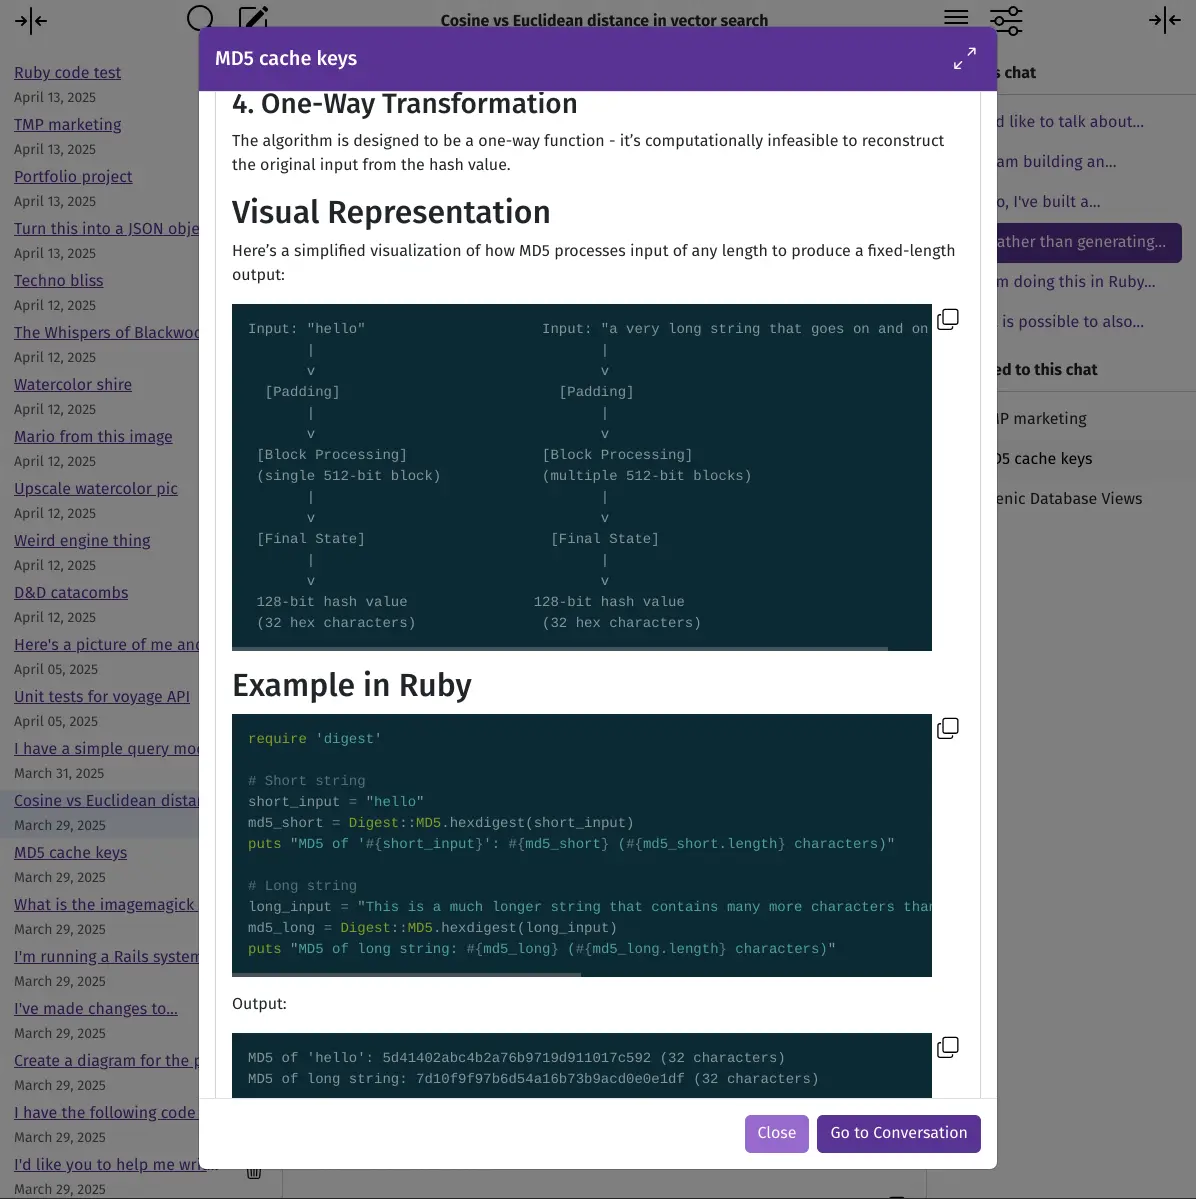 Cosine vs Euclidean distance in vector search
Ruby code test
April 13, 2025
TMP marketing
April 13, 2025
Portfolio project
April 13, 2025
Turn this into a JSON obje
April 13, 2025
Techno bliss
April 12, 2025
The Whispers of Blackwoo
April 12, 2025
Watercolor shire
April 12, 2025
Mario from this image
April 12, 2025
Upscale watercolor pic
April 12, 2025
Weird engine thing
April 12, 2025
D&D catacombs
April 12, 2025
Here's a picture of me and
April 05, 2025
Unit tests for voyage API
April 05, 2025
I have a simple query mo
March 31, 2025
Cosine vs Euclidean dista
March 29, 2025
MD5 cache keys
March 29, 2025
What is the imagemagick
March 29, 2025
I'm running a Rails system
March 29, 2025
I've made changes to...
March 29, 2025
Create a diagram for the p
March 29, 2025
I have the following code
March 29, 2025
I'd like you to help me wri...
March 29, 2025
MD5 cache keys
4. One-Way Transformation
The algorithm is designed to be a one-way function - it’s computationally infeasible to reconstruct
the original input from the hash value.
Visual Representation
Here’s a simplified visualization of how MD5 processes input of any length to produce a fixed-length
output:
Input: "hello" Input: "a very long string that goes on and on
| |
v v
[Padding] [Padding]
| |
v v
[Block Processing] [Block Processing]
(single 512-bit block) (multiple 512-bit blocks)
| |
v v
[Final State] [Final State]
| |
v v
128-bit hash value 128-bit hash value
(32 hex characters) (32 hex characters)
Example in Ruby
require 'digest'
# Short string
short_input = "hello"
md5_short = Digest::MD5.hexdigest(short_input)
puts "MD5 of '#{short_input}': #{md5_short} (#{md5_short.length} characters)"
# Long string
long_input = "This is a much longer string that contains many more characters than
md5_long = Digest::MD5.hexdigest(long_input)
puts "MD5 of long string: #{md5_long} (#{md5_long.length} characters)"
Output:
MD5 of 'hello': 5d41402abc4b2a76b9719d911017c592 (32 characters)
MD5 of long string: 7d10f9f97b6d54a16b73b9acd0e0e1df (32 characters)
Close
Go to Conversation
s chat
d like to talk about...
am building an...
o, I've built a...
ather than generating...
m doing this in Ruby...
is possible to also...
ed to this chat
IP marketing
D5 cache keys
enic Database Views